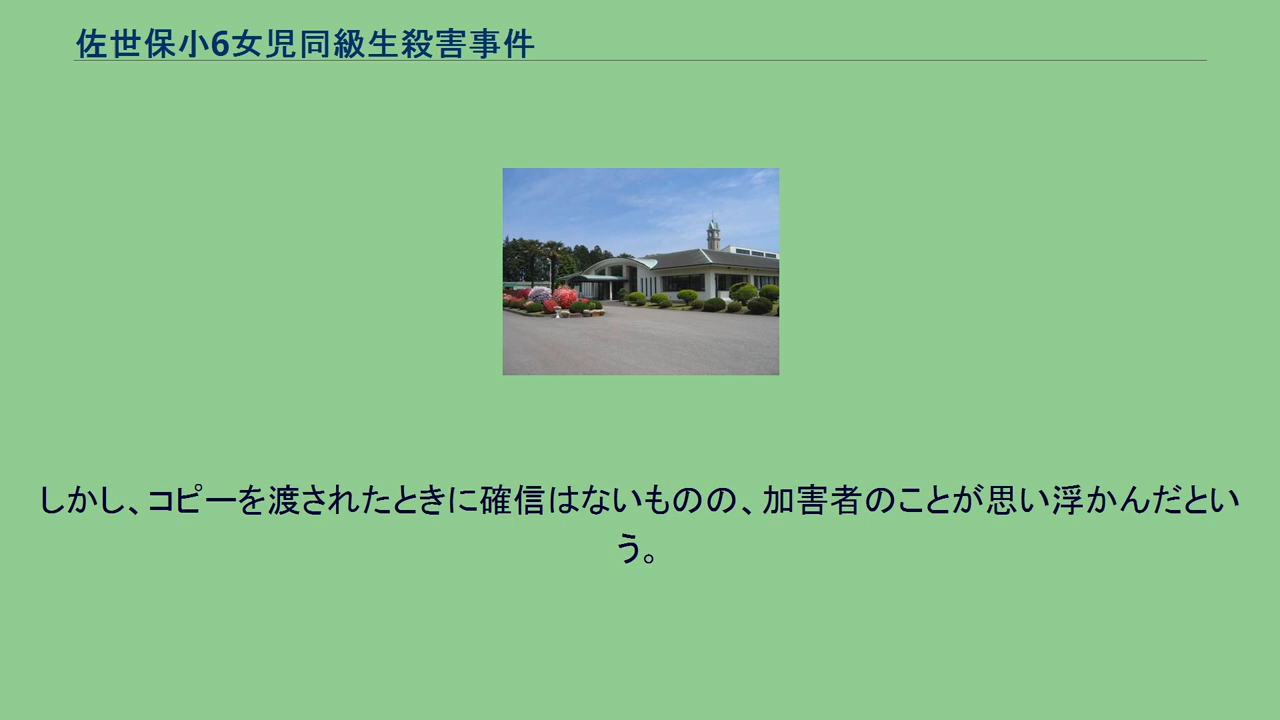 佐世保小6女児同級生殺害事件
しかし、コピーを渡されたときに確信はないものの、加害者のことが思い浮かんだとい
う。